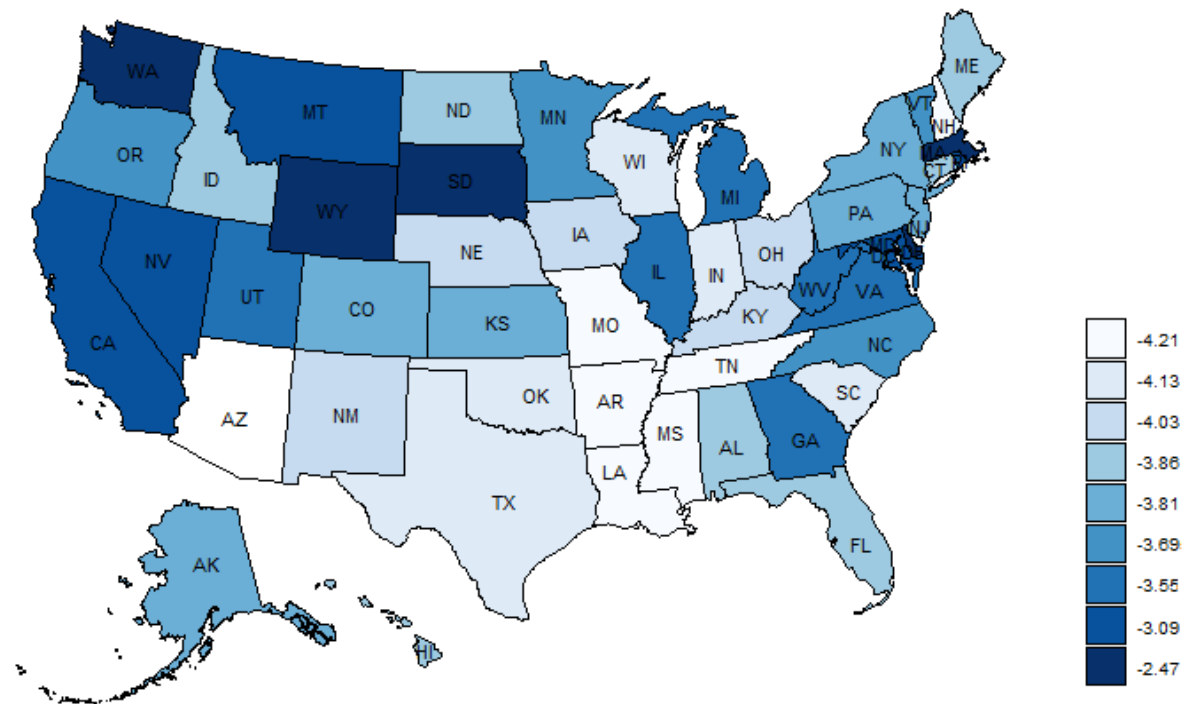 WA
MT
ND
MN
ME
VT
NH
OR
ID
SD
WI
NY
MA
CT
WY
MI
PA
NJ
IA
NE
OH
NV
UT
CO
IL
IN
MD
DC
WV
VA
KS
MO
KY
CA
NC
TN
OK
AR
SC
AZ
NM
MS
AL
GA
LA
TX
FL
AK
HI
-4.21
-4.13
-4.03
-3.86
-3.81
-3.69
-3.55
-3.09
-2.47